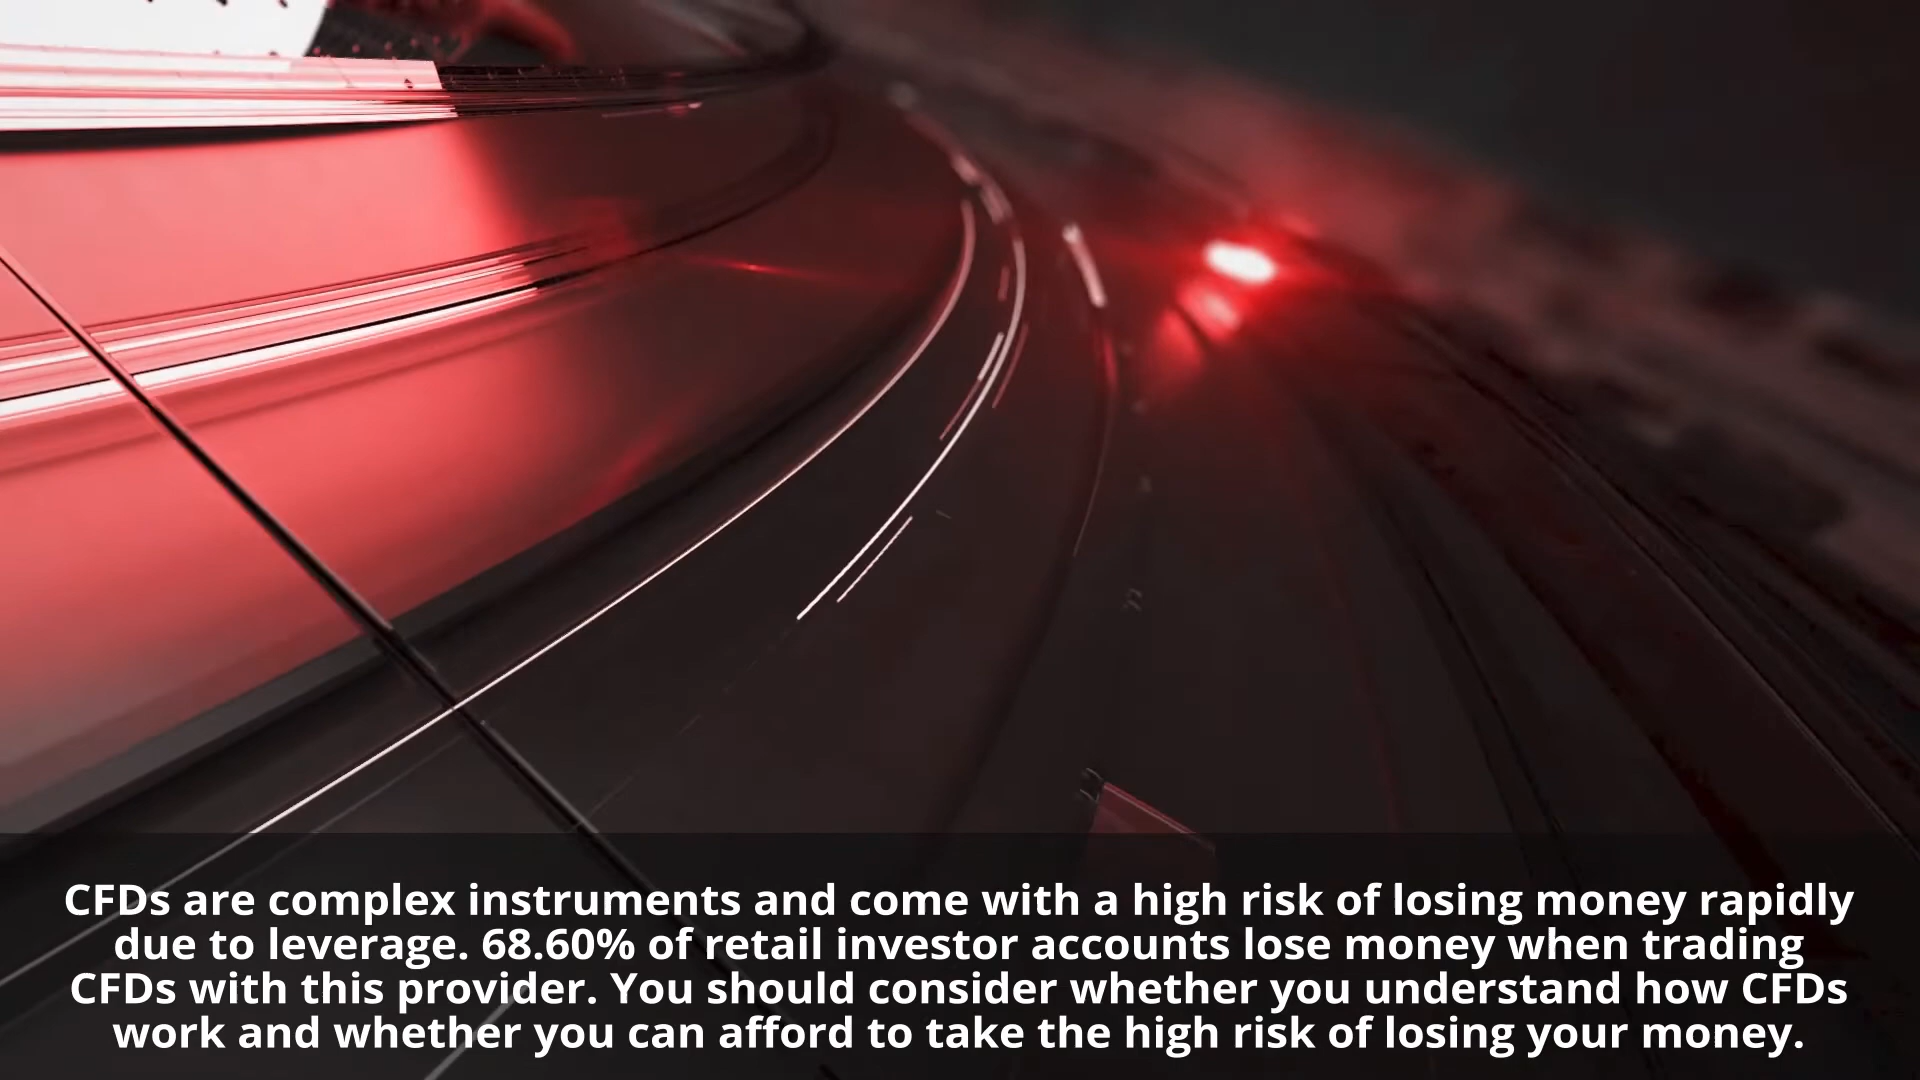 CFDs are complex instruments and come with a high risk of losing money rapidly
due to leverage. 68.60% of retail investor accounts lose money when trading
CFDs with this provider. You should consider whether you understand how CFDs
work and whether you can afford to take the high risk of losing your money.